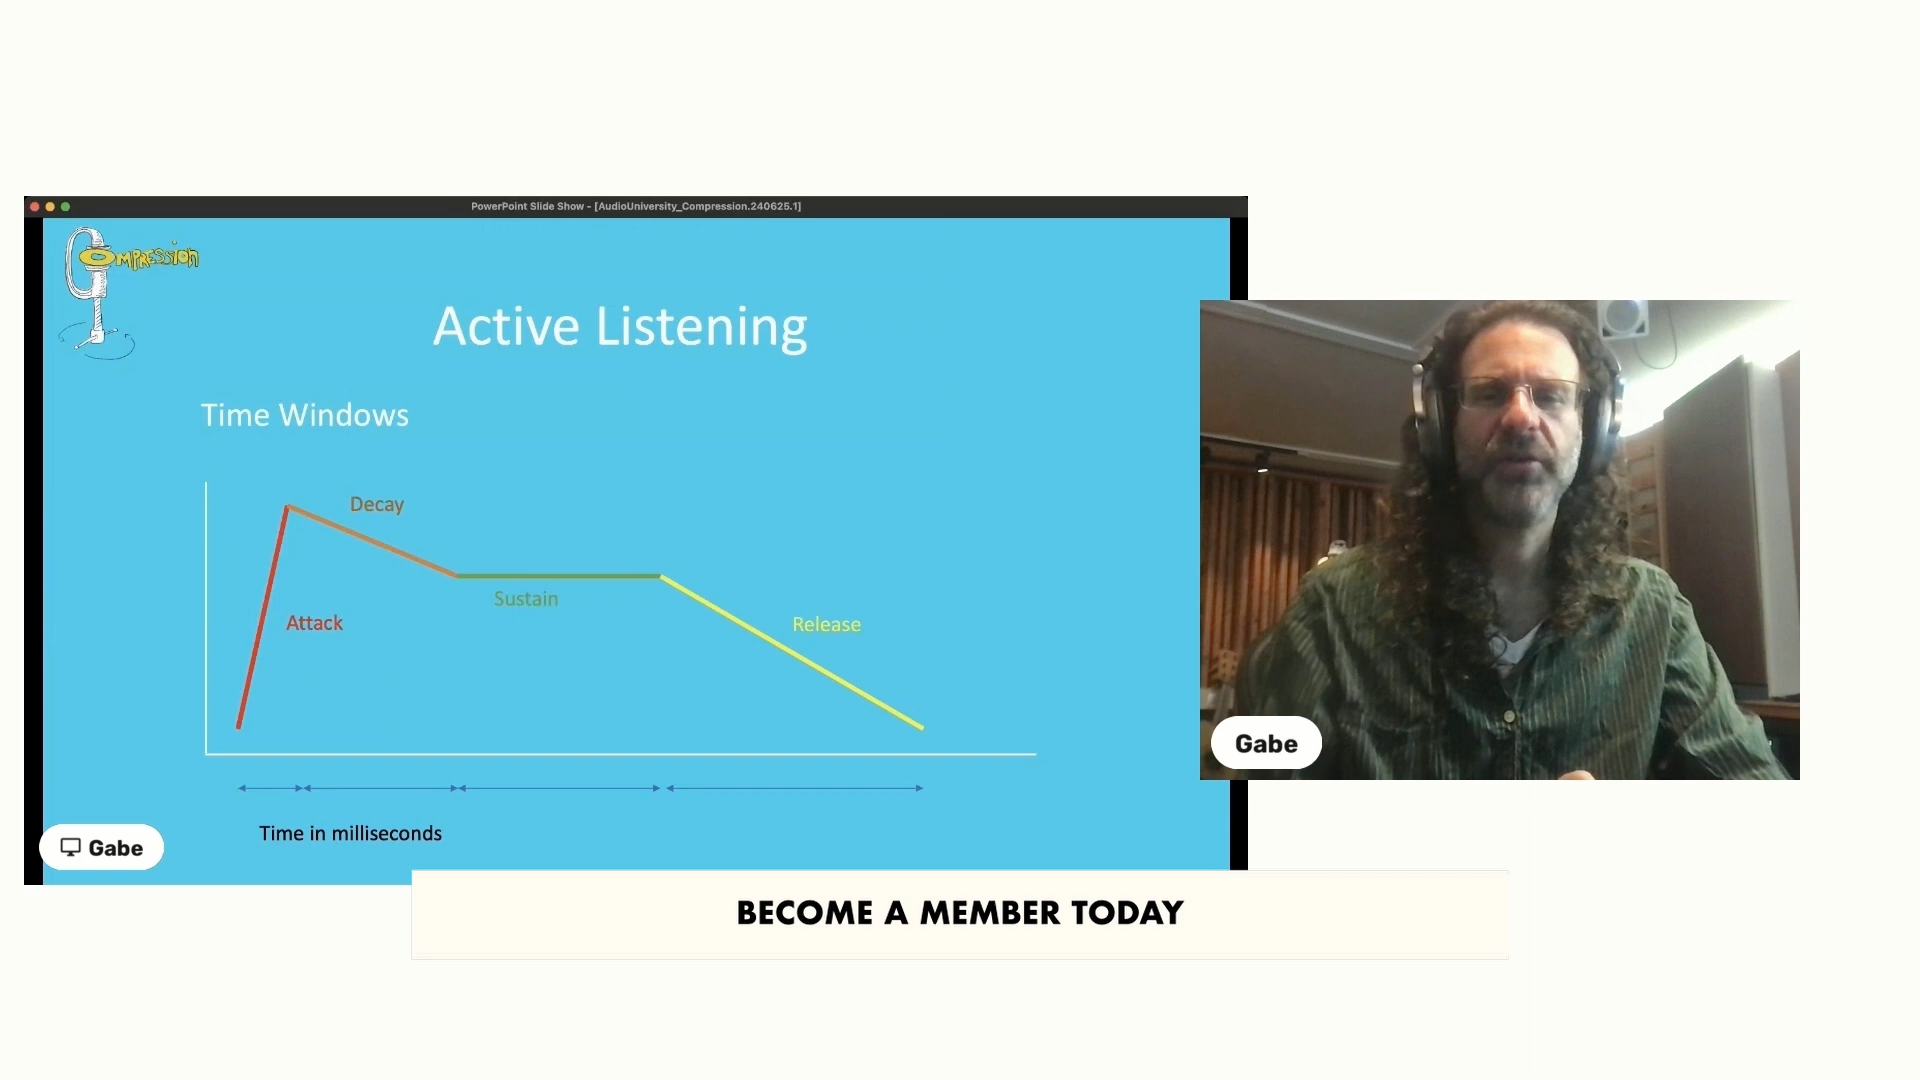 PowerPoint Slide Show - [AudioUniversity_Compression.240625.1]
Compression
Active Listening
Time Windows
Decay
Sustain
Attack
Release
Time in milliseconds
Gabe
Gabe
BECOME A MEMBER TODAY